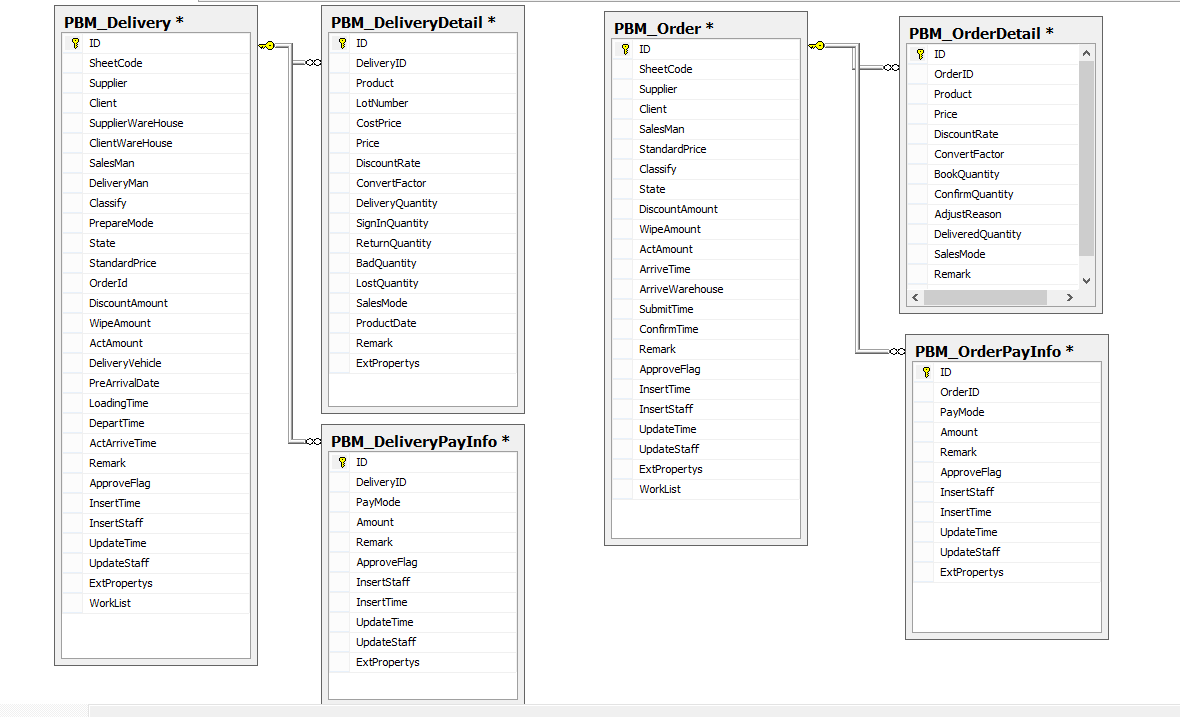 PBM_Delivery *
ID
SheetCode
Supplier
Client
SupplierWareHouse
ClientWareHouse
SalesMan
DeliveryMan
Classify
PrepareMode
State
StandardPrice
OrderId
DiscountAmount
WipeAmount
ActAmount
DeliveryVehicle
PreArrivalDate
LoadingTime
DepartTime
ActArriveTime
Remark
ApproveFlag
InsertTime
InsertStaff
UpdateTime
UpdateStaff
ExtPropertys
WorkList
PBM_DeliveryDetail *
ID
DeliveryID
Product
LotNumber
CostPrice
Price
DiscountRate
ConvertFactor
DeliveryQuantity
SignInQuantity
ReturnQuantity
BadQuantity
LostQuantity
SalesMode
ProductDate
Remark
ExtPropertys
PBM_DeliveryPayInfo *
ID
DeliveryID
PayMode
Amount
Remark
ApproveFlag
InsertStaff
InsertTime
UpdateTime
UpdateStaff
ExtPropertys
PBM_Order *
ID
SheetCode
Supplier
Client
SalesMan
StandardPrice
Classify
State
DiscountAmount
WipeAmount
ActAmount
ArriveTime
ArriveWarehouse
SubmitTime
ConfirmTime
Remark
ApproveFlag
InsertTime
InsertStaff
UpdateTime
UpdateStaff
ExtPropertys
WorkList
PBM_OrderDetail *
ID
OrderID
Product
Price
DiscountRate
ConvertFactor
BookQuantity
ConfirmQuantity
AdjustReason
DeliveredQuantity
SalesMode
Remark
PBM_OrderPayInfo *
ID
OrderID
PayMode
Amount
Remark
ApproveFlag
InsertStaff
InsertTime
UpdateTime
UpdateStaff
ExtPropertys